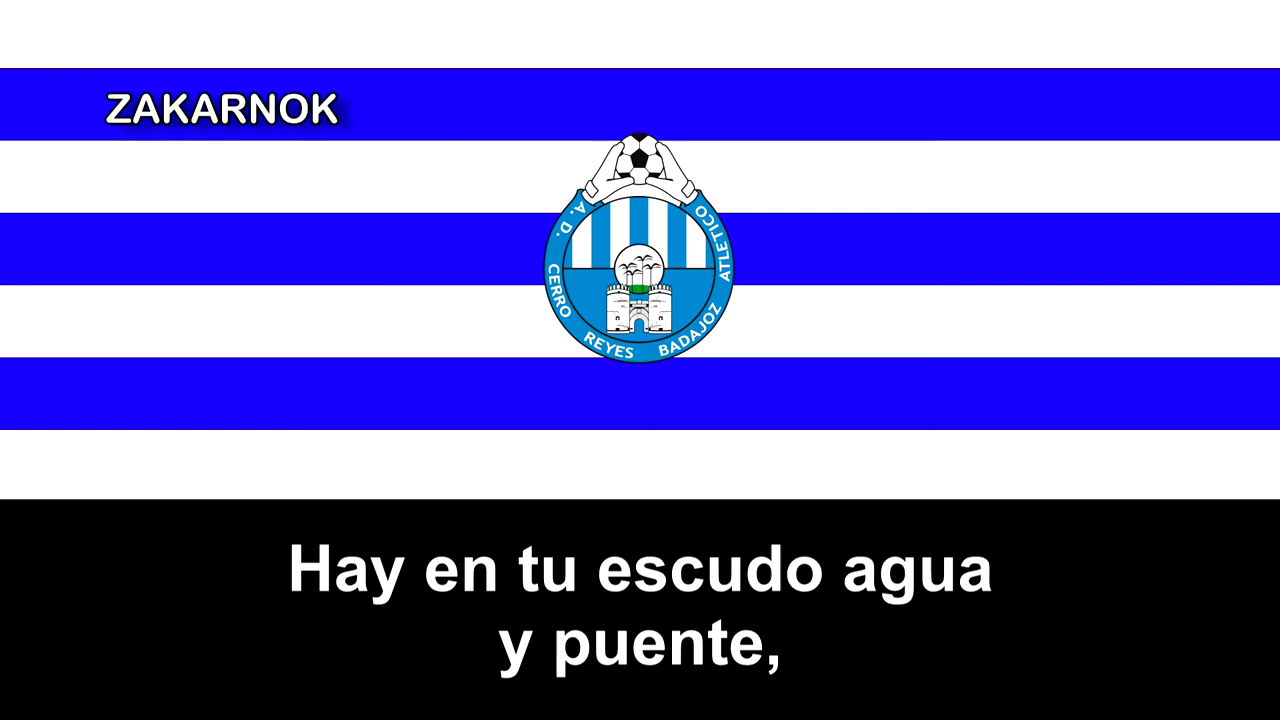 ZAKARNOK
A. D. CERRO REYES BADAJOZ ATLETICO
Hay en tu escudo agua
y puente,